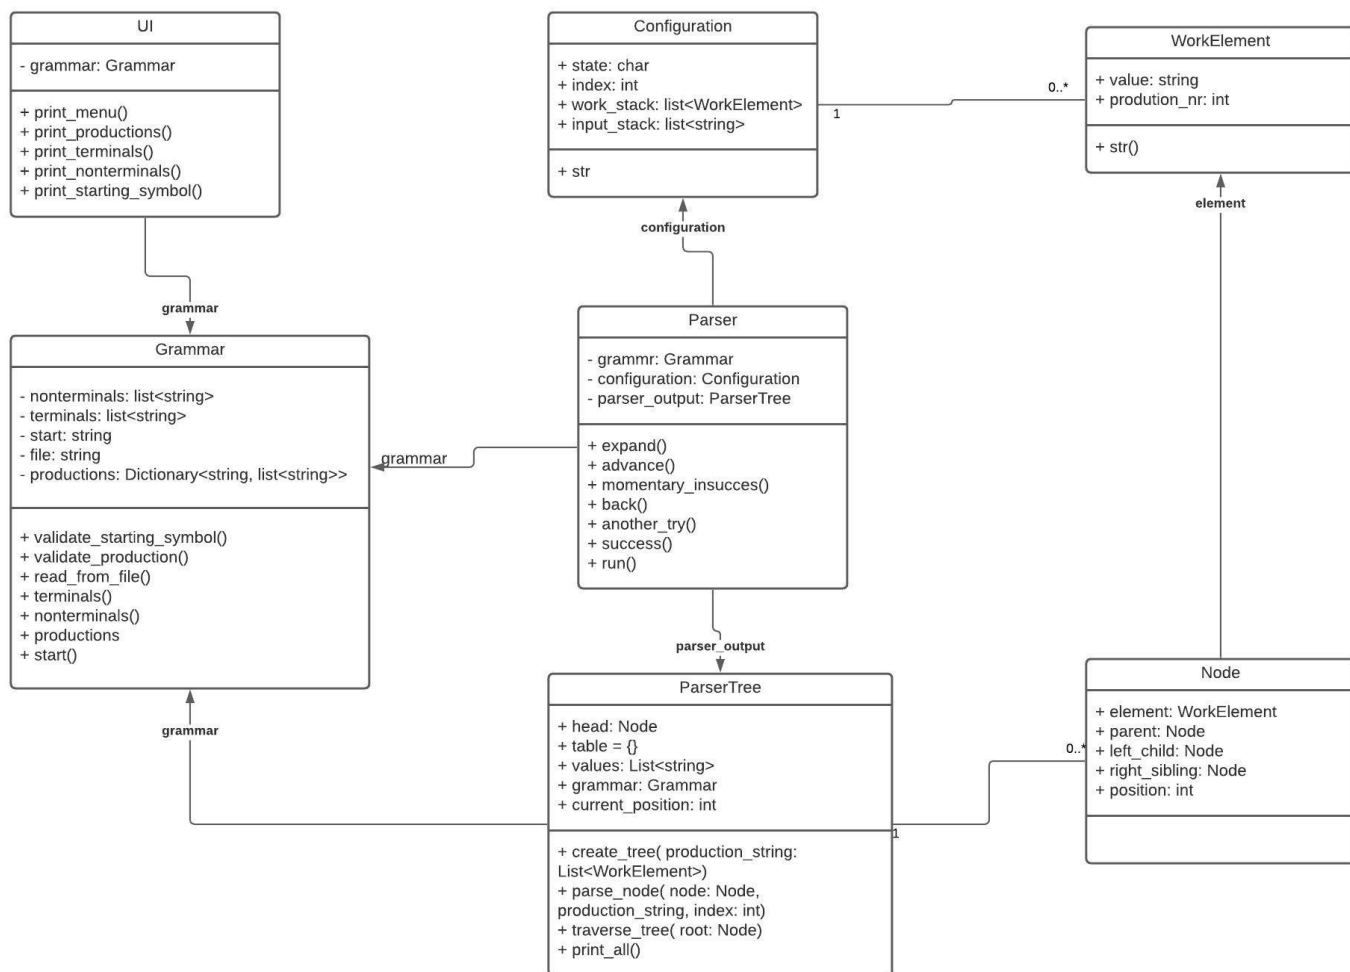 UI
- grammar: Grammar
+ print_menu()
+ print_productions()
+ print_terminals()
+ print_nonterminals()
+ print_starting_symbol()
grammar
Configuration
+ state: char
+ index: int
+ work_stack: list<WorkElement>
+ input_stack: list<string>
+ str
1
0..*
WorkElement
+ value: string
+ prodution_nr: int
+ str()
element
configuration
Grammar
- nonterminals: list<string>
- terminals: list<string>
- start: string
- file: string
- productions: Dictionary<string, list<string>>
+ validate_starting_symbol()
+ validate_production()
+ read_from_file()
+ terminals()
+ nonterminals()
+ productions
+ start()
grammar
Parser
- grammr: Grammar
- configuration: Configuration
- parser_output: ParserTree
+ expand()
+ advance()
+ momentary_insucces()
+ back()
+ another_try()
+ success()
+ run()
parser_output
grammar
ParserTree
+ head: Node
+ table = {}
+ values: List<string>
+ grammar: Grammar
+ current_position: int
+ create_tree( production_string:
List<WorkElement>)
+ parse_node( node: Node,
production_string, index: int)
+ traverse_tree( root: Node)
+ print_all()
1
0..*
Node
+ element: WorkElement
+ parent: Node
+ left_child: Node
+ right_sibling: Node
+ position: int